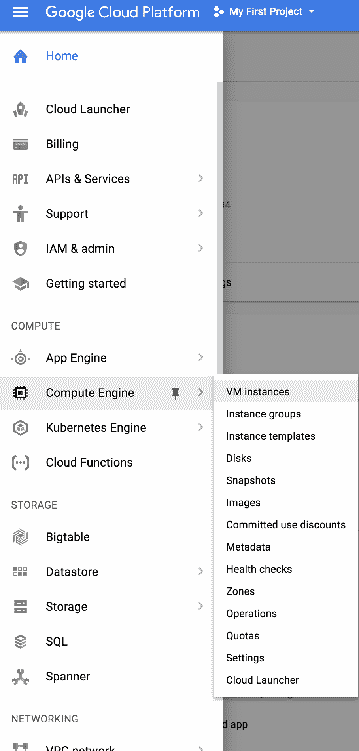 Google Cloud Platform My First Project
Home
Cloud Launcher
Billing
API APIs & Services
Support
IAM & admin
Getting started
gs
COMPUTE
App Engine
Compute Engine
VM instances
Instance groups
Kubernetes Engine
Instance templates
Cloud Functions
Disks
Snapshots
STORAGE
Images
Bigtable
Committed use discounts
Metadata
Datastore
Health checks
Zones
Storage
Operations
SQL
Quotas
Settings
Spanner
Cloud Launcher
NETWORKING
d app
VPC network